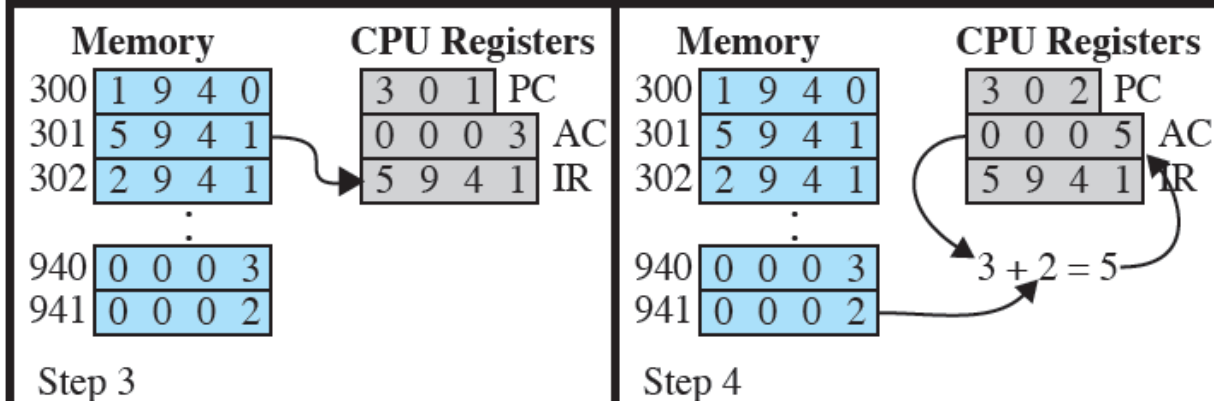 Memory CPU Registers
300 1 9 4 0 3 0 1 PC
301 5 9 4 1 0 0 0 3 AC
302 2 9 4 1 5 9 4 1 IR
940 0 0 0 3
941 0 0 0 2
Step 3
Memory CPU Registers
300 1 9 4 0 3 0 2 PC
301 5 9 4 1 0 0 0 5 AC
302 2 9 4 1 5 9 4 1 IR
940 0 0 0 3 3 + 2 = 5
941 0 0 0 2
Step 4